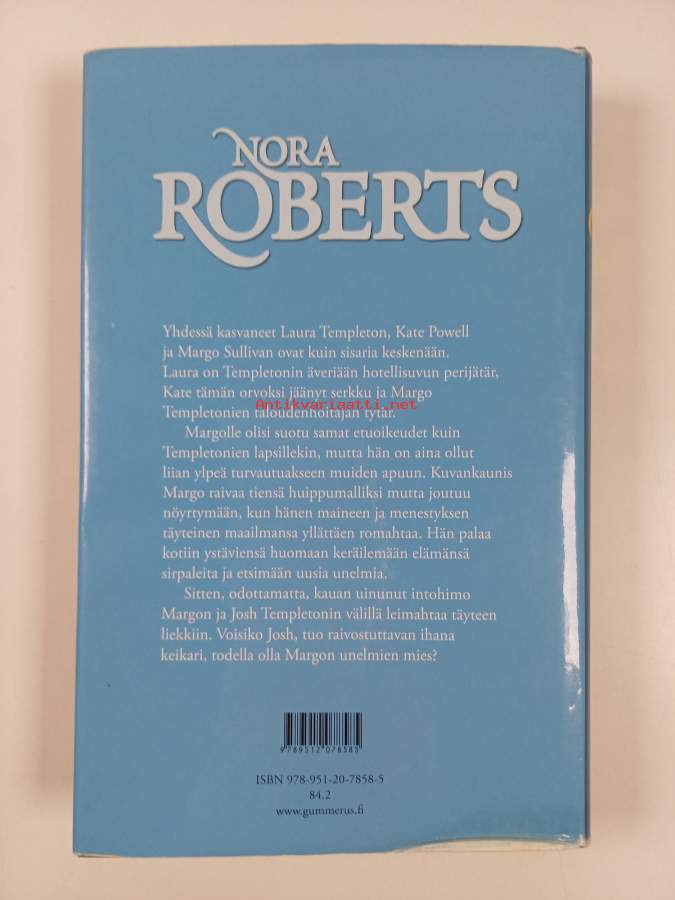 NORA
ROBERTS
Yhdessä kasvaneet Laura Templeton, Kate Powell
ja Margo Sullivan ovat kuin sisaria keskenään.
Laura on Templetonin äveriään hotellisuvun perijätär,
Kate tämän orvoksi jäänyt serkku ja Margo
Antikvariaatti.net
Templetonien taloudenhoitajan tytär.
Margolle olisi suotu samat etuoikeudet kuin
Templetonien lapsillekin, mutta hän on aina ollut
liian ylpeä turvautuakseen muiden apuun. Kuvankaunis
Margo raivaa tiensä huippumalliksi mutta joutuu
nöyrtymään, kun hänen maineen ja menestyksen
täyteinen maailmansa yllättäen romahtaa. Hän palaa
kotiin ystäviensä huomaan keräilemään elämänsä
sirpaleita ja etsimään uusia unelmia.
Sitten, odottamatta, kauan uinunut intohimo
Margon ja Josh Templetonin välillä leimahtaa täyteen
liekkiin. Voisiko Josh, tuo raivostuttavan ihana
keikari, todella olla Margon unelmien mies?
9789512078585
ISBN 978-951-20-7858-5
84.2
www.gummerus.fi